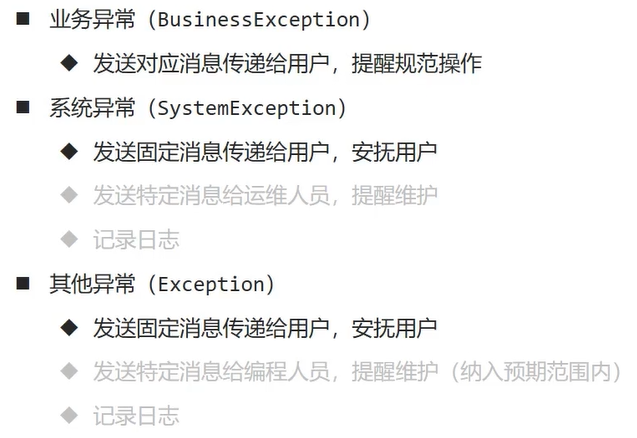 ■ 业务异常（BusinessException）
◆ 发送对应消息传递给用户，提醒规范操作
■ 系统异常（SystemException）
◆ 发送固定消息传递给用户，安抚用户
◆ 发送特定消息给运维人员，提醒维护
◆ 记录日志
■ 其他异常（Exception）
◆ 发送固定消息传递给用户，安抚用户
◆ 发送特定消息给编程人员，提醒维护（纳入预期范围内）
◆ 记录日志